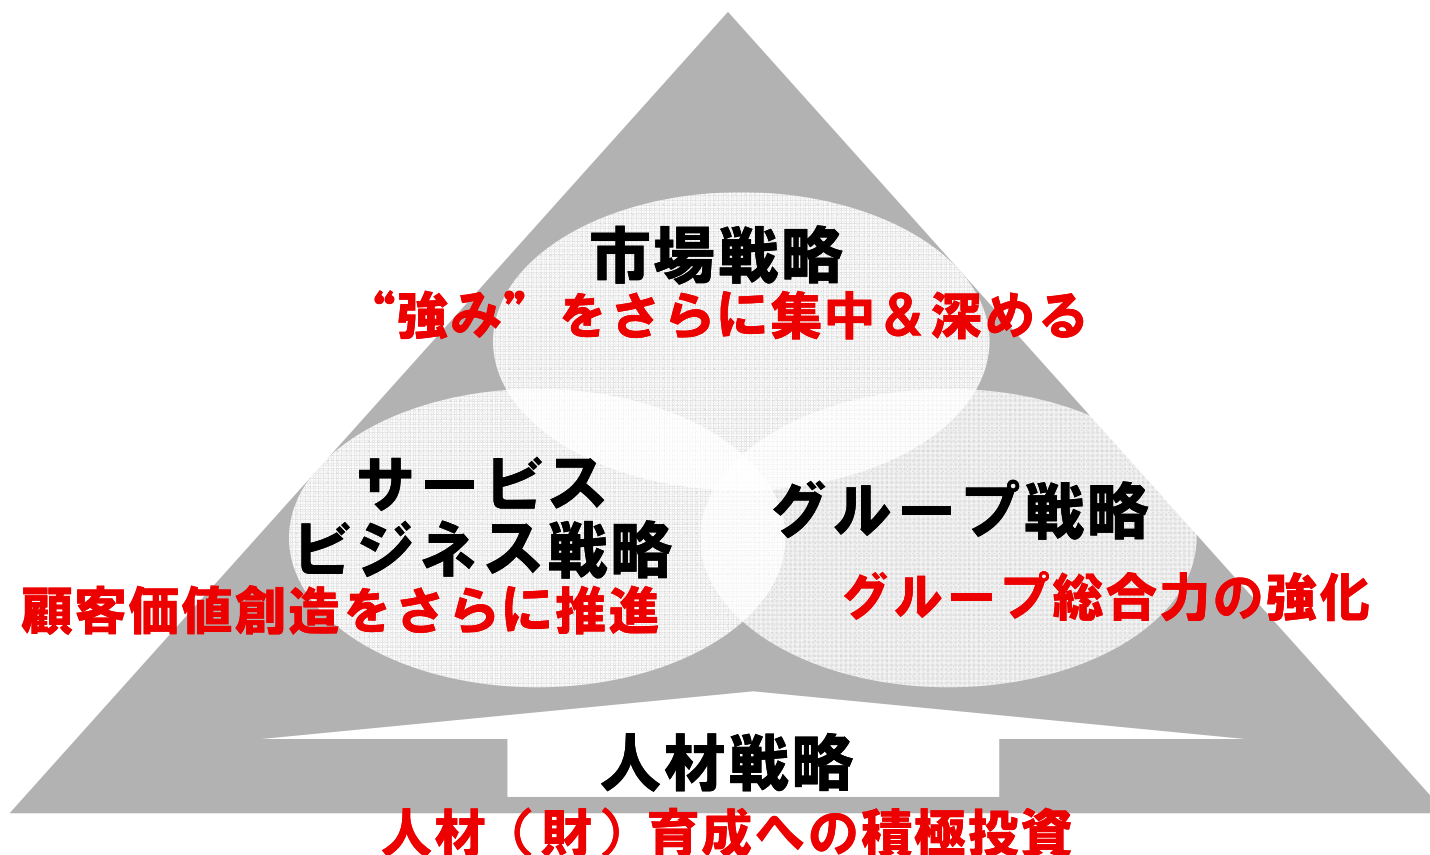 市場戦略
“強み”をさらに集中＆深める
サービス
ビジネス戦略
顧客価値創造をさらに推進
グループ戦略
グループ総合力の強化
人材戦略
人材（財）育成への積極投資